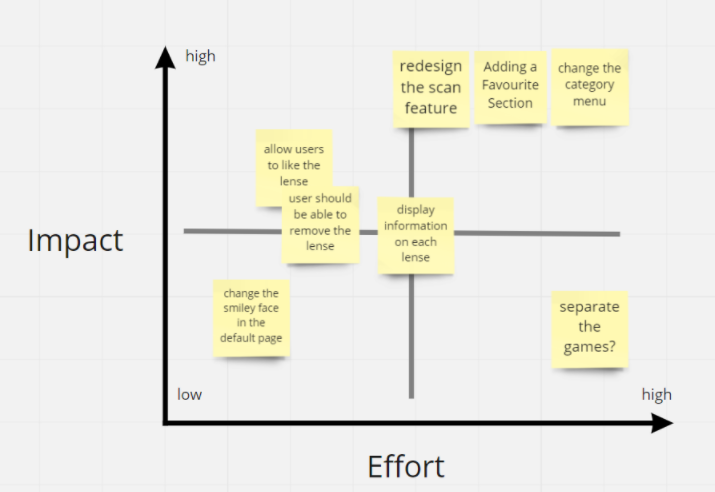 high
redesign
the scan
feature
Adding a
Favourite
Section
change the
category
menu
allow users
to like the
lense
user should
be able to
remove the
lense
display
information
on each
lense
Impact
change the
smiley face
in the
default page
separate
the
games?
low
high
Effort